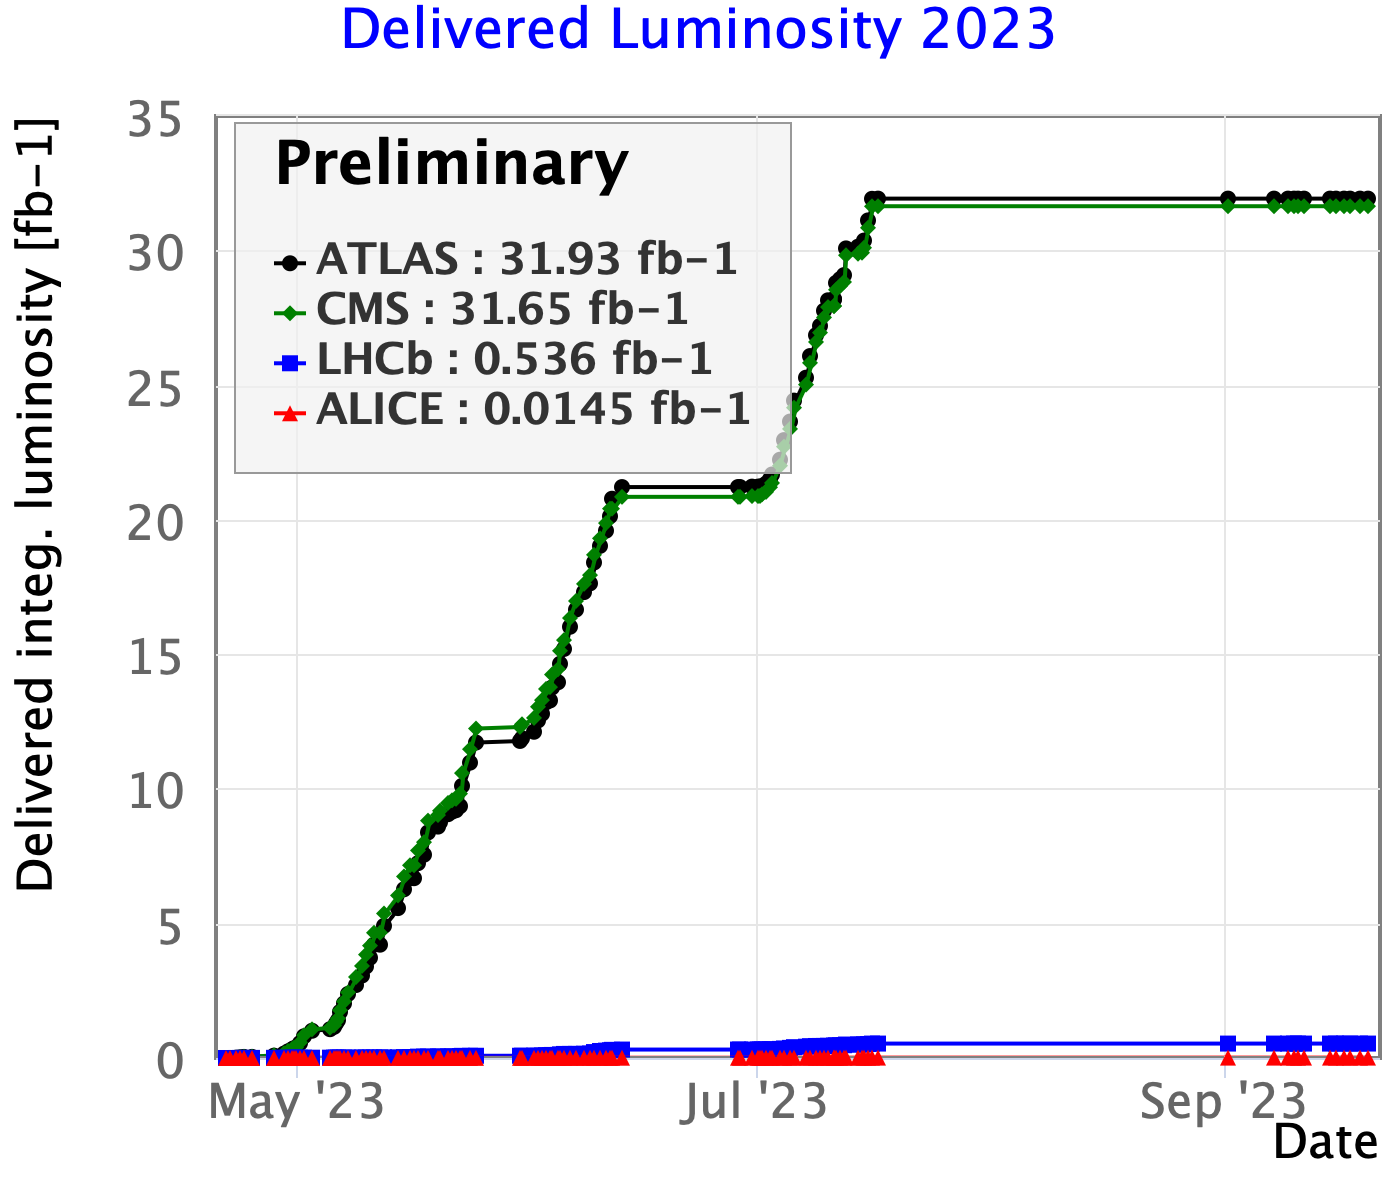 Delivered Luminosity 2023
Delivered integ. luminosity [fb-1]
35
30
25
20
15
10
5
0
Preliminary
ATLAS : 31.93 fb-1
CMS : 31.65 fb-1
LHCb : 0.536 fb-1
ALICE : 0.0145 fb-1
May '23 Jul '23 Sep '23
Date